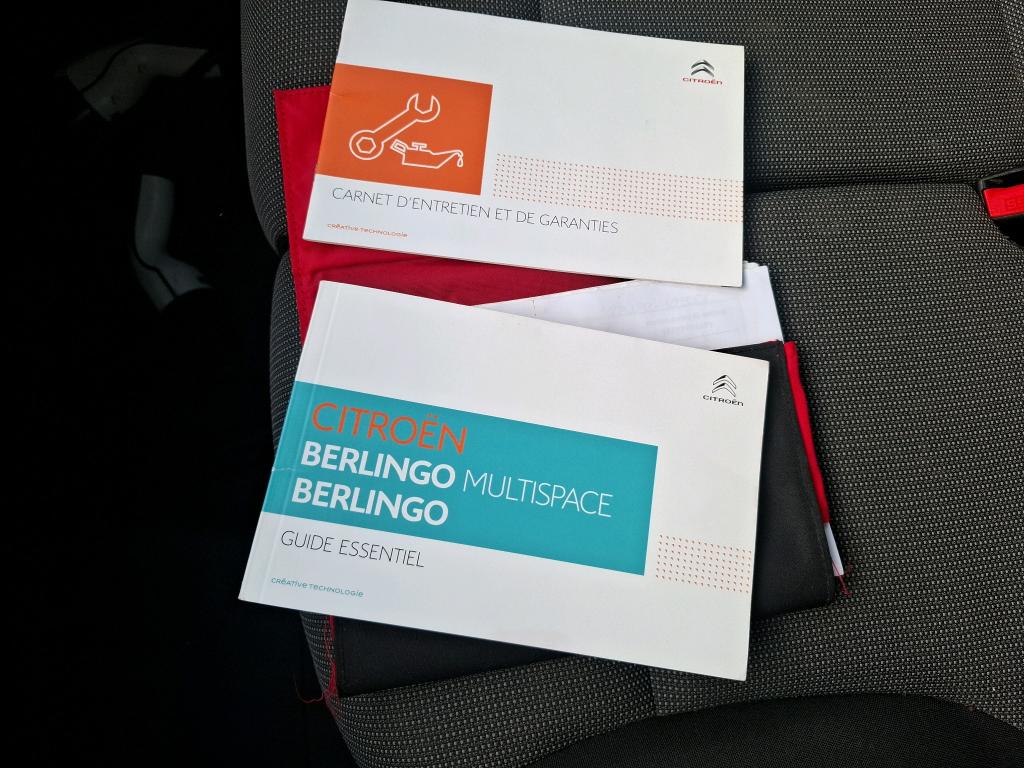 CITROËN
CARNET D'ENTRETIEN ET DE GARANTIES
CRÉATIVE TECHNOLOGIE
CITROËN
CITROËN
BERLINGO MULTISPACE
BERLINGO
GUIDE ESSENTIEL
CRÉATIVE TECHNOLOGIE